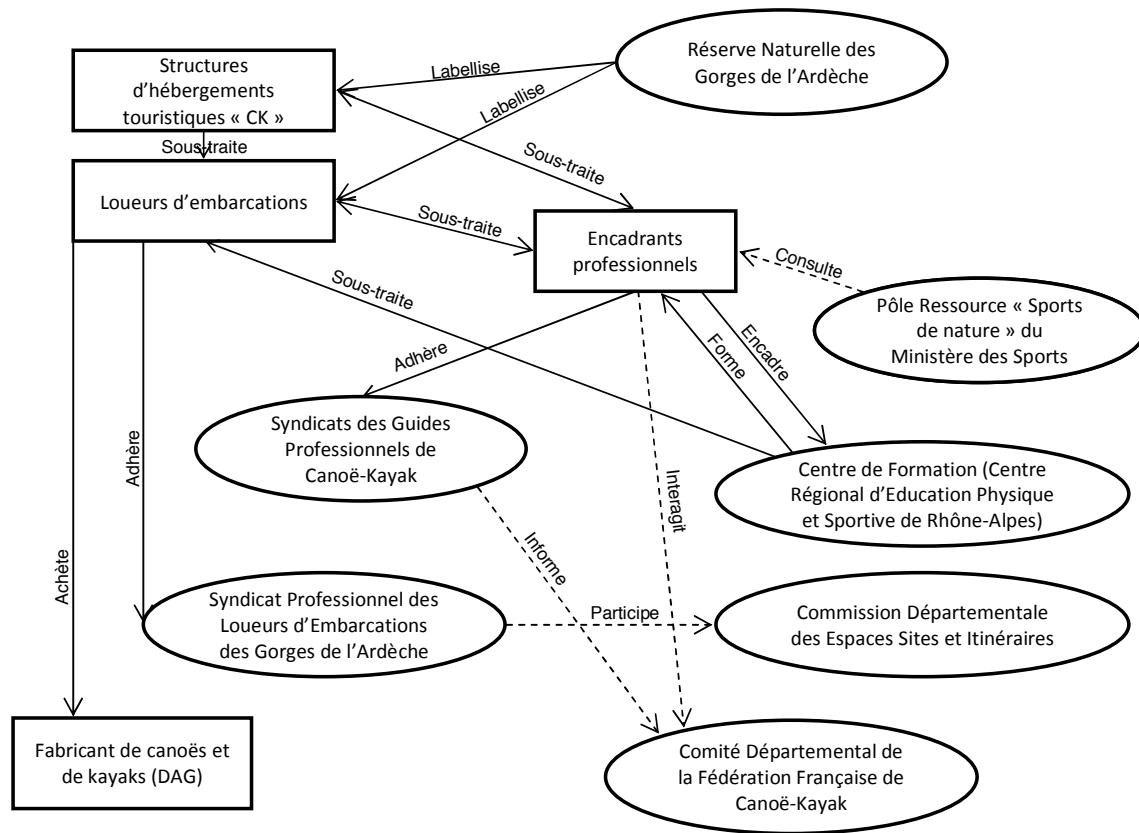 Structures
d'hébergements
touristiques « CK »
Réserve Naturelle des
Gorges de l'Ardèche
Labellise
Labellise
Sous-traite
Sous-traite
Loueurs d'embarcations
Sous-traite
Encadrants
professionnels
Consulte
Pôle Ressource « Sports
de nature » du
Ministère des Sports
Sous-traite
Adhère
Forme
Encadre
Adhère
Syndicats des Guides
Professionnels de
Canoë-Kayak
Centre de Formation (Centre
Régional d'Education Physique
et Sportive de Rhône-Alpes)
Interagit
Informe
Achète
Syndicat Professionnel des
Loueurs d'Embarcations
des Gorges de l'Ardèche
Participe
Commission Départementale
des Espaces Sites et Itinéraires
Fabricant de canoës et
de kayaks (DAG)
Comité Départemental de
la Fédération Française de
Canoë-Kayak